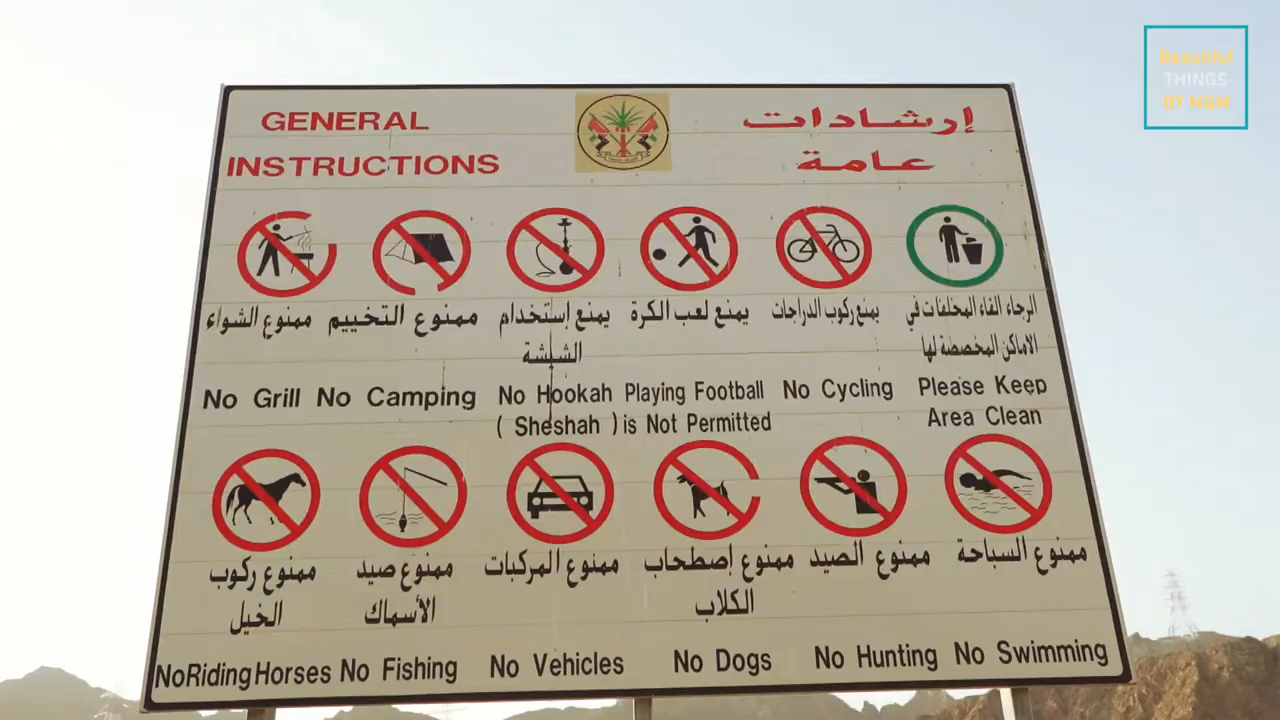 Beautiful
THINGS
BY M&M
GENERAL
INSTRUCTIONS
إرشادات
عامة
ممنوع الشواء
No Grill
ممنوع التخييم
No Camping
يمنع إستخدام
الشيشة
No Hookah
( Sheshah )
يمنع لعب الكرة
Playing Football
is Not Permitted
يمنع ركوب الدراجات
No Cycling
الرجاء القاء المخلفات في
الاماكن المخصصة لها
Please Keep
Area Clean
ممنوع ركوب
الخيل
No Riding Horses
ممنوع صيد
الأسماك
No Fishing
ممنوع المركبات
No Vehicles
ممنوع إصطحاب
الكلاب
No Dogs
ممنوع الصيد
No Hunting
ممنوع السباحة
No Swimming